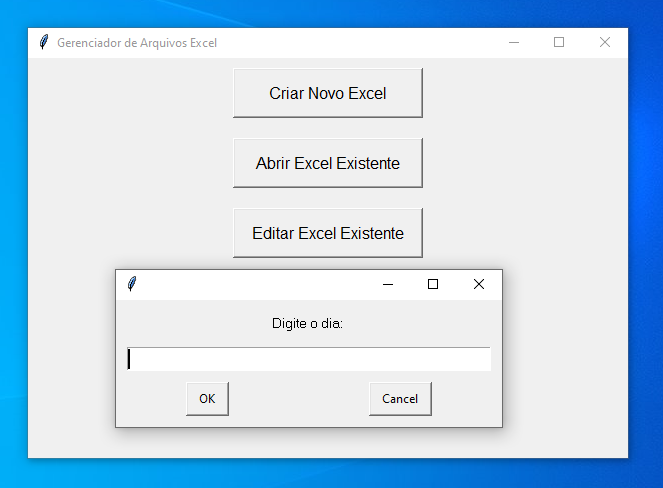 Gerenciador de Arquivos Excel
Criar Novo Excel
Abrir Excel Existente
Editar Excel Existente
Digite o dia:
OK
Cancel